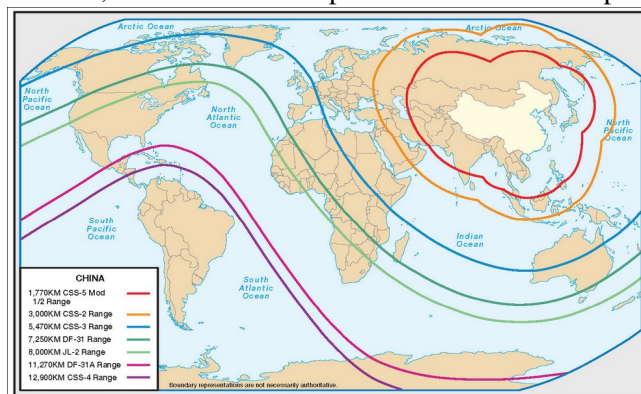 Arctic Ocean
Arctic Ocean
North
Pacific
Ocean
North
Atlantic
Ocean
North
Pacific
Ocean
South
Pacific
Ocean
South
Atlantic
Ocean
Indian
Ocean
CHINA
1,770KM CSS-5 Mod
1/2 Range
3,000KM CSS-2 Range
5,470KM CSS-3 Range
7,250KM DF-31 Range
8,000KM JL-2 Range
11,270KM DF-31A Range
12,900KM CSS-4 Range
Boundary representations are not necessarily authoritative.